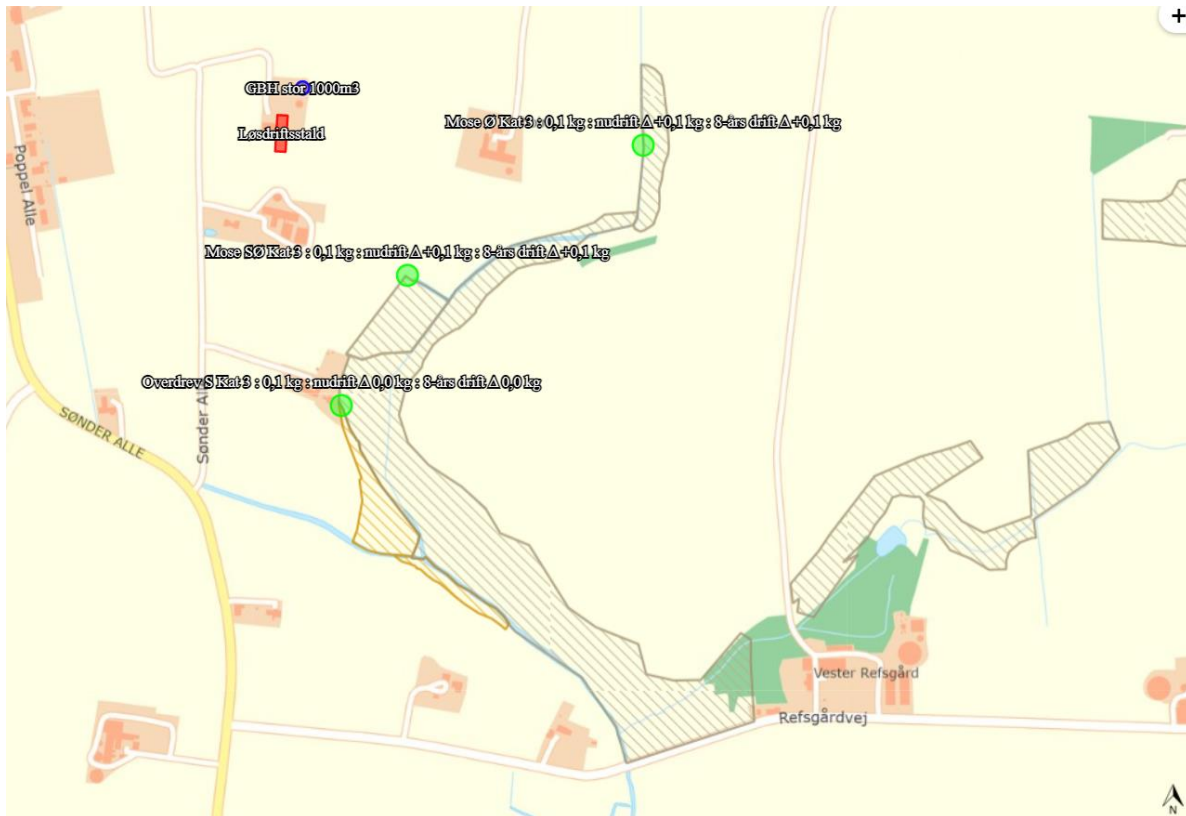 +
GBH stor 1000m3
Løsdriftsstald
Mose Ø Kat 3 : 0,1 kg : nudrift Δ +0,1 kg : 8-års drift Δ +0,1 kg
Poppel Alle
Mose SØ Kat 3 : 0,1 kg : nudrift Δ +0,1 kg : 8-års drift Δ +0,1 kg
Overdrev S Kat 3 : 0,1 kg : nudrift Δ 0,0 kg : 8-års drift Δ 0,0 kg
SØNDER ALLE
Sønder Alle
Vester Refsgård
Refsgårdvej
N